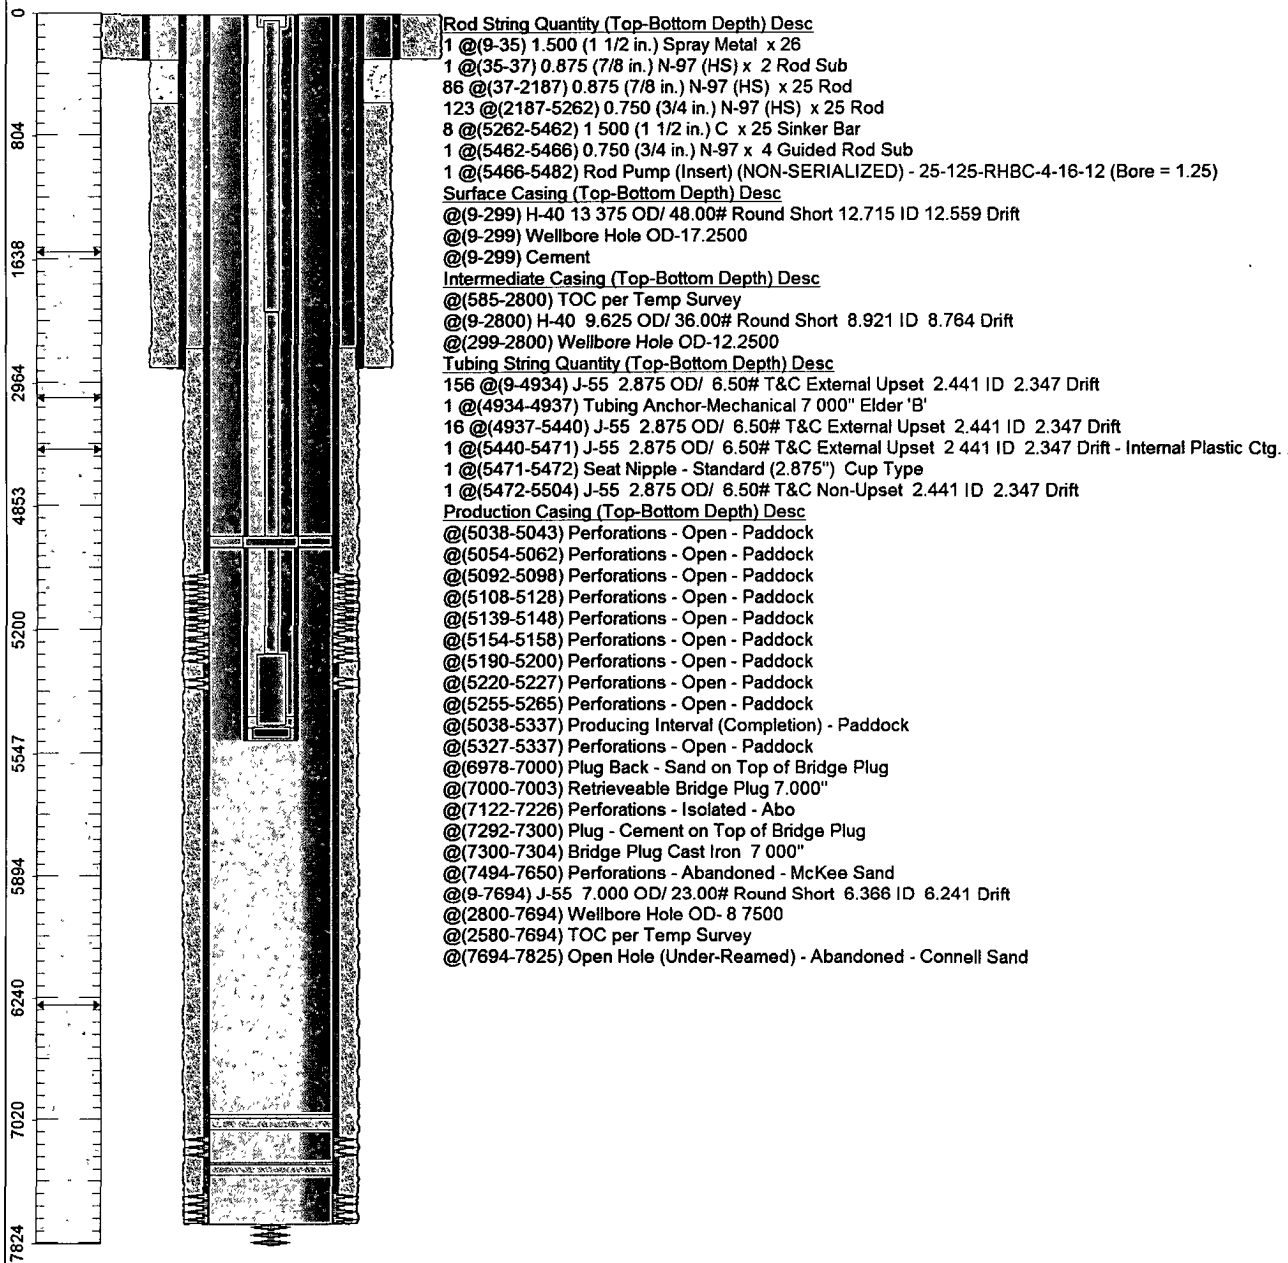 Rod String Quantity (Top-Bottom Depth) Desc
1 @(9-35) 1.500 (1 1/2 in.) Spray Metal x 26
1 @(35-37) 0.875 (7/8 in.) N-97 (HS) x 2 Rod Sub
86 @(37-2187) 0.875 (7/8 in.) N-97 (HS) x 25 Rod
123 @(2187-5262) 0.750 (3/4 in.) N-97 (HS) x 25 Rod
8 @(5262-5462) 1 500 (1 1/2 in.) C x 25 Sinker Bar
1 @(5462-5466) 0.750 (3/4 in.) N-97 x 4 Guided Rod Sub
1 @(5466-5482) Rod Pump (Insert) (NON-SERIALIZED) - 25-125-RHBC-4-16-12 (Bore = 1.25)
Surface Casing (Top-Bottom Depth) Desc
@(9-299) H-40 13 375 OD/ 48.00# Round Short 12.715 ID 12.559 Drift
@(9-299) Wellbore Hole OD-17.2500
@(9-299) Cement
Intermediate Casing (Top-Bottom Depth) Desc
@(585-2800) TOC per Temp Survey
@(9-2800) H-40 9.625 OD/ 36.00# Round Short 8.921 ID 8.764 Drift
@(299-2800) Wellbore Hole OD-12.2500
Tubing String Quantity (Top-Bottom Depth) Desc
156 @(9-4934) J-55 2.875 OD/ 6.50# T&C External Upset 2.441 ID 2.347 Drift
1 @(4934-4937) Tubing Anchor-Mechanical 7 000" Elder 'B'
16 @(4937-5440) J-55 2.875 OD/ 6.50# T&C External Upset 2.441 ID 2.347 Drift
1 @(5440-5471) J-55 2.875 OD/ 6.50# T&C External Upset 2 441 ID 2.347 Drift - Internal Plastic Ctg.
1 @(5471-5472) Seat Nipple - Standard (2.875") Cup Type
1 @(5472-5504) J-55 2.875 OD/ 6.50# T&C Non-Upset 2.441 ID 2.347 Drift
Production Casing (Top-Bottom Depth) Desc
@(5038-5043) Perforations - Open - Paddock
@(5054-5062) Perforations - Open - Paddock
@(5092-5098) Perforations - Open - Paddock
@(5108-5128) Perforations - Open - Paddock
@(5139-5148) Perforations - Open - Paddock
@(5154-5158) Perforations - Open - Paddock
@(5190-5200) Perforations - Open - Paddock
@(5220-5227) Perforations - Open - Paddock
@(5255-5265) Perforations - Open - Paddock
@(5038-5337) Producing Interval (Completion) - Paddock
@(5327-5337) Perforations - Open - Paddock
@(6978-7000) Plug Back - Sand on Top of Bridge Plug
@(7000-7003) Retrieveable Bridge Plug 7.000"
@(7122-7226) Perforations - Isolated - Abo
@(7292-7300) Plug - Cement on Top of Bridge Plug
@(7300-7304) Bridge Plug Cast Iron 7 000"
@(7494-7650) Perforations - Abandoned - McKee Sand
@(9-7694) J-55 7.000 OD/ 23.00# Round Short 6.366 ID 6.241 Drift
@(2800-7694) Wellbore Hole OD- 8 7500
@(2580-7694) TOC per Temp Survey
@(7694-7825) Open Hole (Under-Reamed) - Abandoned - Connell Sand
0
804
1638
2964
4853
5200
5547
5894
6240
7020
7824